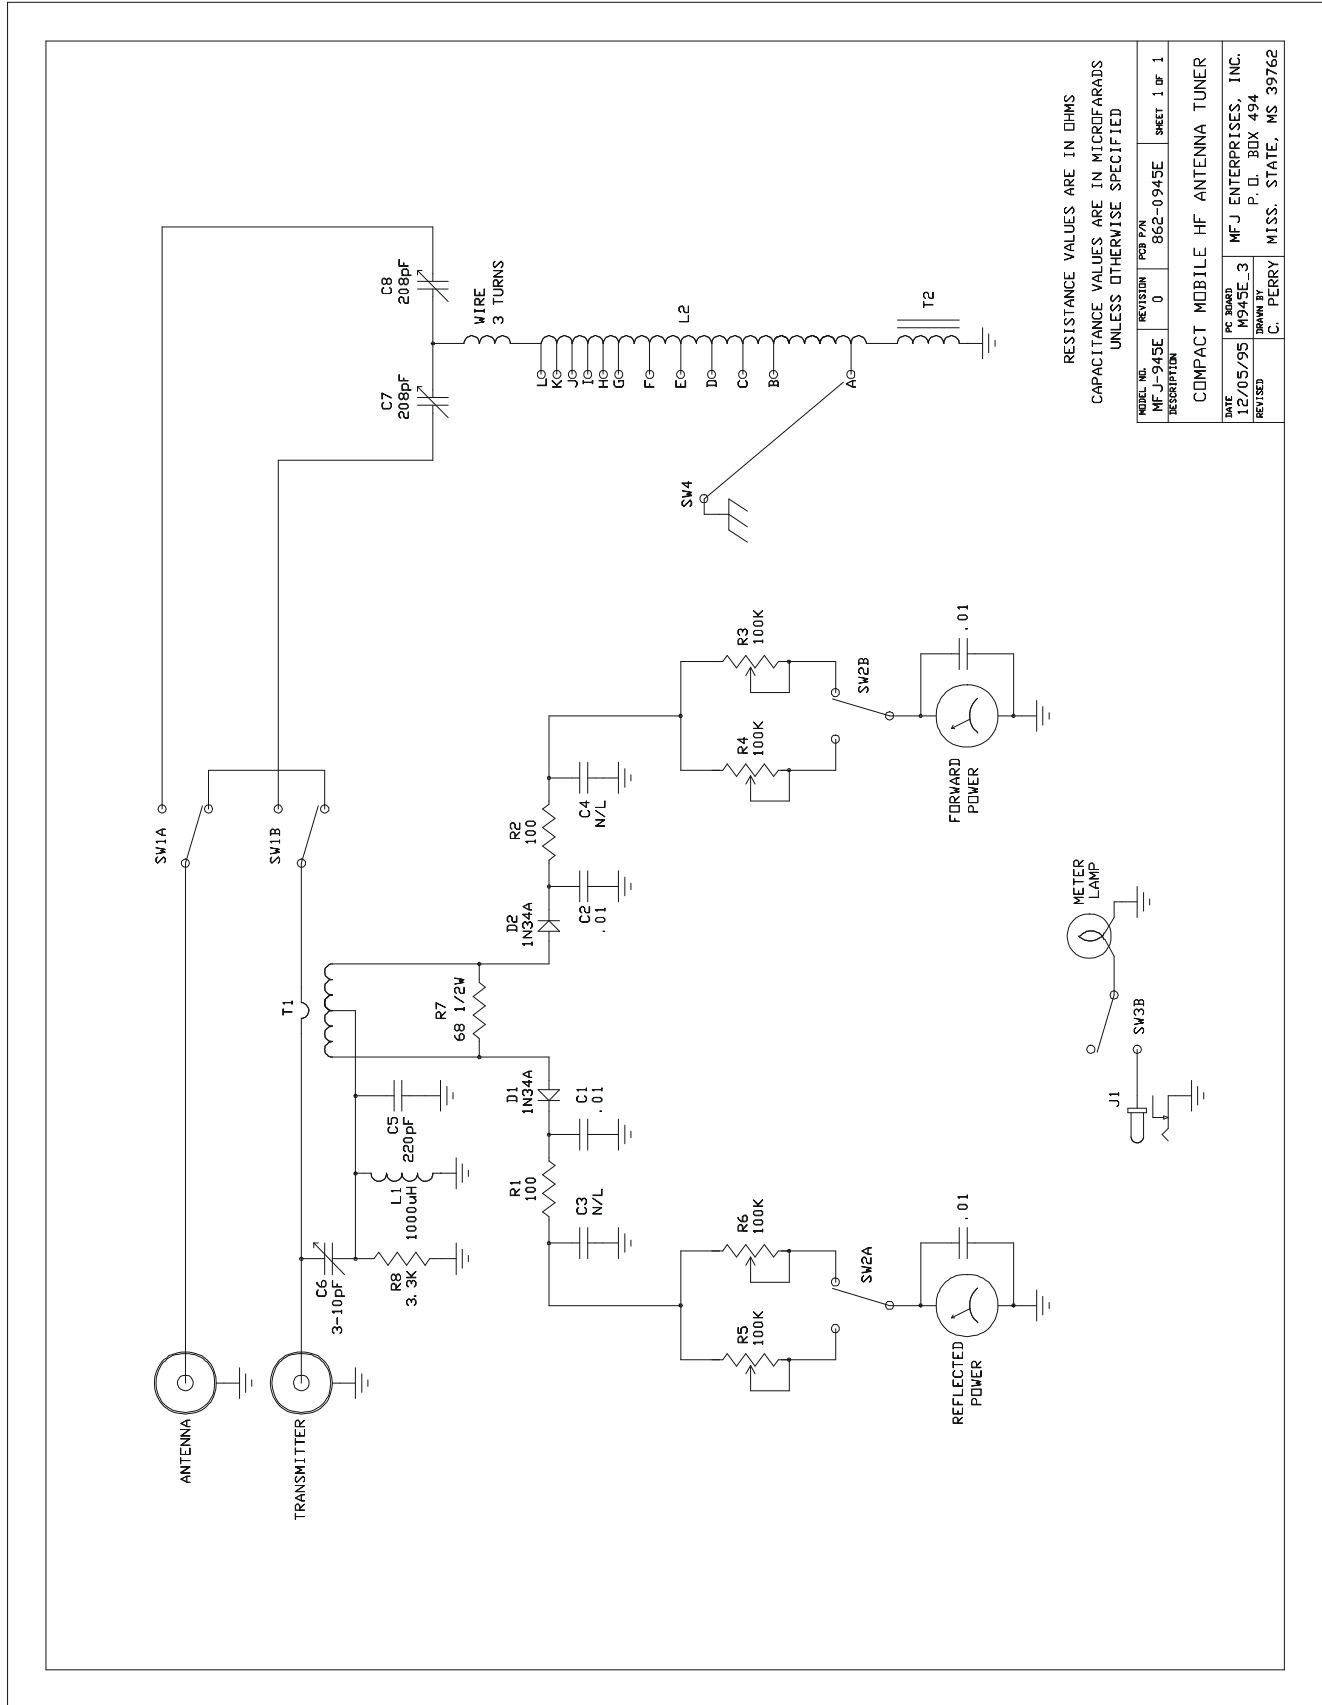 ANTENNA
TRANSMITTER
SW1A
SW1B
T1
C6
3-10pF
R8
3.3K
L1
1000uH
C5
220pF
R7
68 1/2W
D1
1N34A
C1
.01
R1
100
C3
N/L
D2
1N34A
C2
.01
R2
100
C4
N/L
R5
100K
R6
100K
SW2A
.01
REFLECTED
POWER
R4
100K
R3
100K
SW2B
.01
FORWARD
POWER
C7
208pF
C8
208pF
WIRE
3 TURNS
L2
L
K
J
I
H
G
F
E
D
C
B
A
T2
SW4
J1
SW3B
METER
LAMP
RESISTANCE VALUES ARE IN OHMS
CAPACITANCE VALUES ARE IN MICROFARADS
UNLESS OTHERWISE SPECIFIED
MODEL NO.
MFJ-945E
REVISION
0
PCB P/N
862-0945E
SHEET 1 OF 1
DESCRIPTION
COMPACT MOBILE HF ANTENNA TUNER
DATE
12/05/95
PC BOARD
M945E_3
REVISED
DRAWN BY
C. PERRY
MFJ ENTERPRISES, INC.
P.O. BOX 494
MISS. STATE, MS 39762